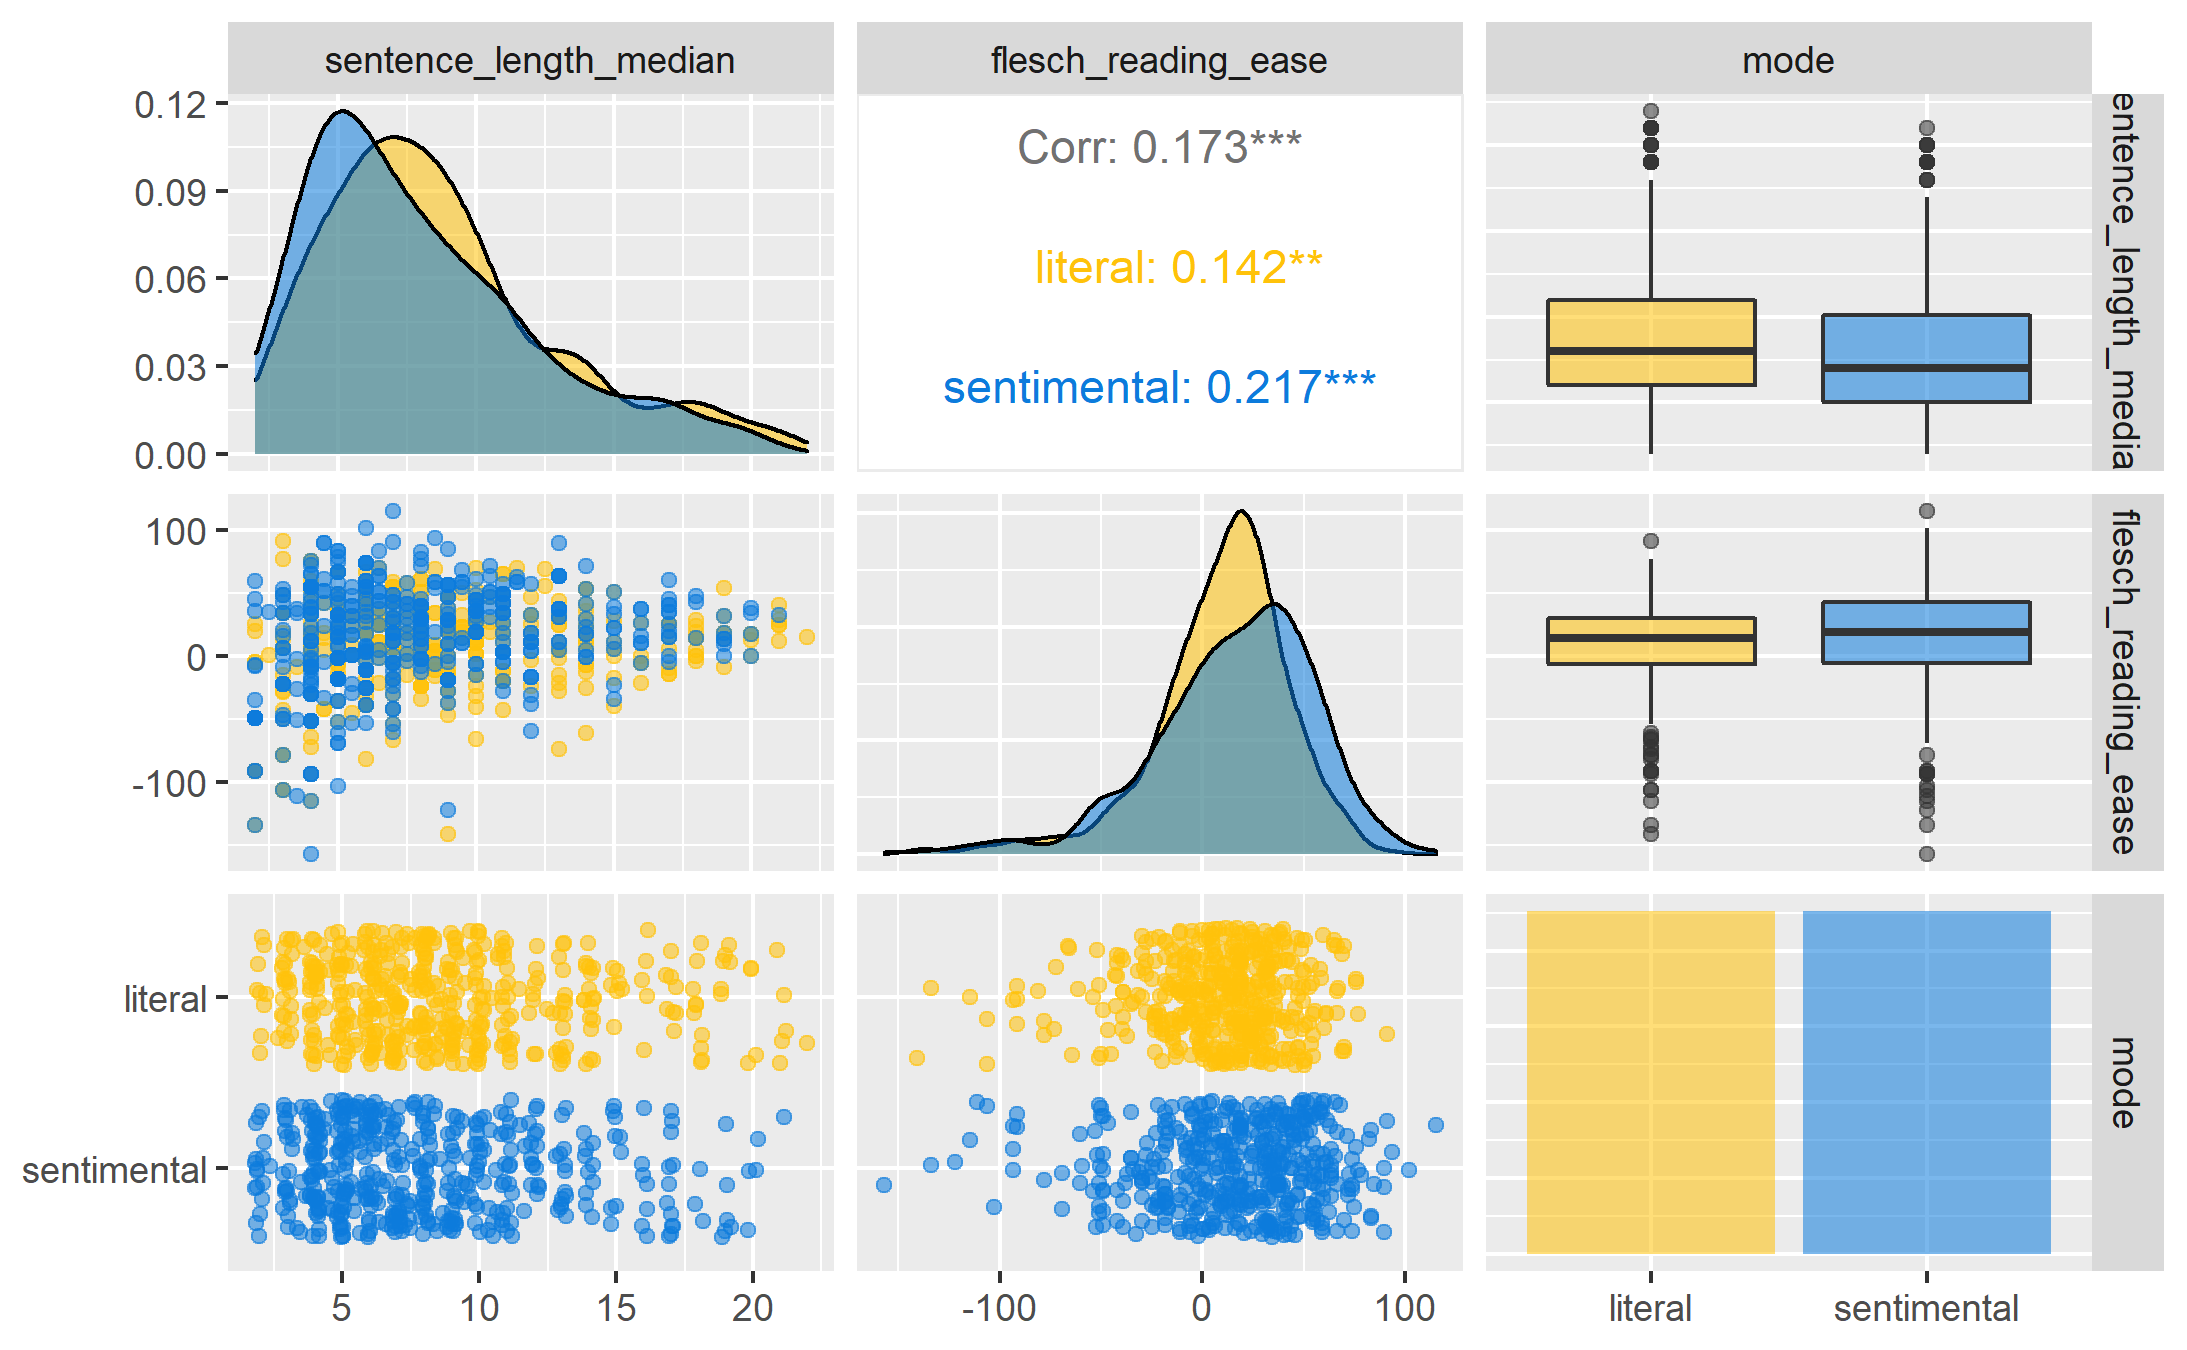 sentence_length_median flesch_reading_ease mode
0.12
0.09
0.06
0.03
0.00
Corr: 0.173***
literal: 0.142**
sentimental: 0.217***
entence_length_media
100
0
-100
flesch_reading_ease
literal
sentimental
mode
5 10 15 20
-100 0 100
literal sentimental